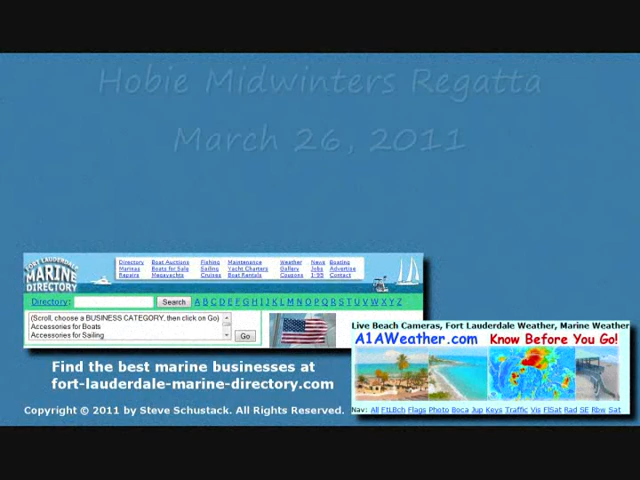 Hobie Midwinters Regatta
March 26, 2011
FORT LAUDERDALE
MARINE
DIRECTORY
Directory Boat Auctions Fishing Maintenance Weather News Boating
Marinas Boats for Sale Sailing Yacht Charters Gallery Jobs Advertise
Repairs Megayachts Cruises Boat Rentals Coupons 1-95 Contact
Directory: Search A B C D E F G H I J K L M N O P Q R S T U V W X Y Z
(Scroll, choose a BUSINESS CATEGORY, then click on Go)
Accessories for Boats
Accessories for Sailing Go
Live Beach Cameras, Fort Lauderdale Weather, Marine Weather
A1AWeather.com Know Before You Go!
Nav: All FtLBch Flags Photo Boca Jup Keys Traffic Vis FlSat Rad SE Rbw Sat
Find the best marine businesses at
fort-lauderdale-marine-directory.com
Copyright © 2011 by Steve Schustack. All Rights Reserved.